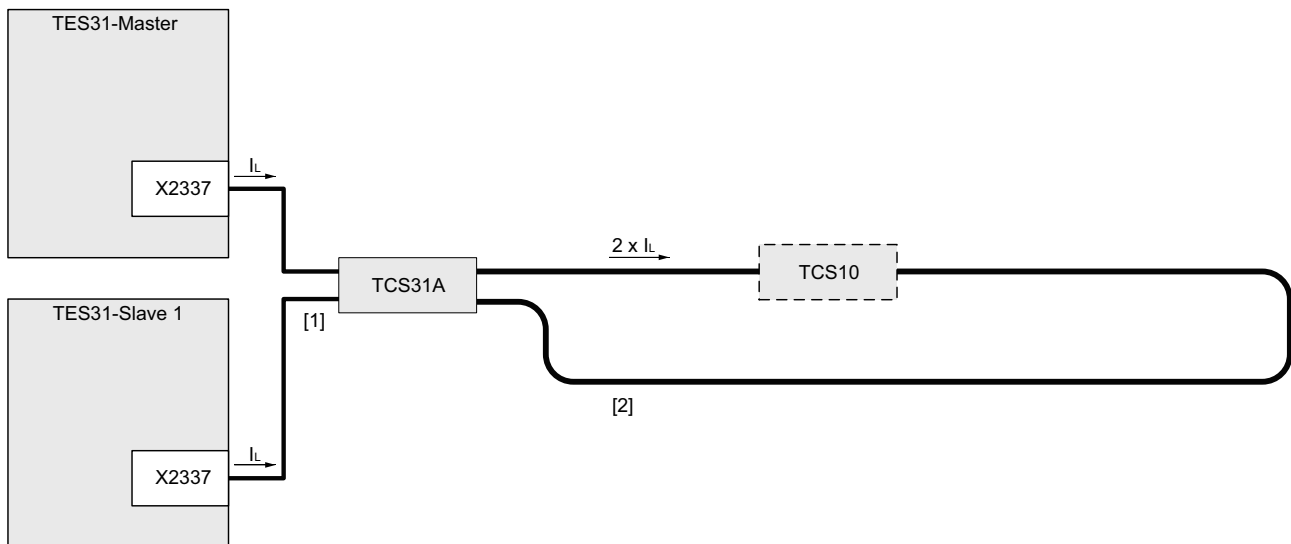 TES31-Master
X2337
IL
TCS31A
2 x IL
TCS10
[1]
[2]
TES31-Slave 1
X2337
IL